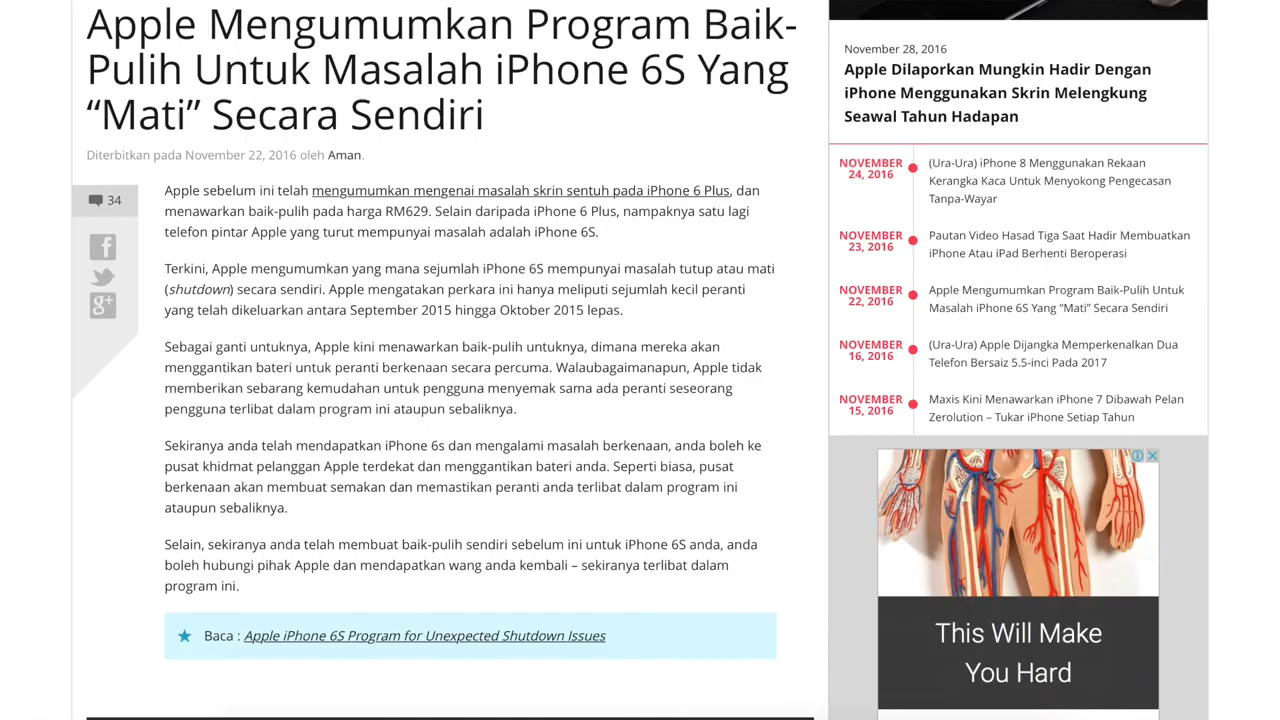 Apple Mengumumkan Program Baik-
Pulih Untuk Masalah iPhone 6S Yang
“Mati” Secara Sendiri
Diterbitkan pada November 22, 2016 oleh Aman.
34
Apple sebelum ini telah mengumumkan mengenai masalah skrin sentuh pada iPhone 6 Plus, dan
menawarkan baik-pulih pada harga RM629. Selain daripada iPhone 6 Plus, nampaknya satu lagi
telefon pintar Apple yang turut mempunyai masalah adalah iPhone 6S.
Terkini, Apple mengumumkan yang mana sejumlah iPhone 6S mempunyai masalah tutup atau mati
(shutdown) secara sendiri. Apple mengatakan perkara ini hanya meliputi sejumlah kecil peranti
yang telah dikeluarkan antara September 2015 hingga Oktober 2015 lepas.
Sebagai ganti untuknya, Apple kini menawarkan baik-pulih untuknya, dimana mereka akan
menggantikan bateri untuk peranti berkenaan secara percuma. Walaubagaimanapun, Apple tidak
memberikan sebarang kemudahan untuk pengguna menyemak sama ada peranti seseorang
pengguna terlibat dalam program ini ataupun sebaliknya.
Sekiranya anda telah mendapatkan iPhone 6s dan mengalami masalah berkenaan, anda boleh ke
pusat khidmat pelanggan Apple terdekat dan menggantikan bateri anda. Seperti biasa, pusat
berkenaan akan membuat semakan dan memastikan peranti anda terlibat dalam program ini
ataupun sebaliknya.
Selain, sekiranya anda telah membuat baik-pulih sendiri sebelum ini untuk iPhone 6S anda, anda
boleh hubungi pihak Apple dan mendapatkan wang anda kembali – sekiranya terlibat dalam
program ini.
Baca : Apple iPhone 6S Program for Unexpected Shutdown Issues
November 28, 2016
Apple Dilaporkan Mungkin Hadir Dengan
iPhone Menggunakan Skrin Melengkung
Seawal Tahun Hadapan
NOVEMBER
24, 2016
(Ura-Ura) iPhone 8 Menggunakan Rekaan
Kerangka Kaca Untuk Menyokong Pengecasan
Tanpa-Wayar
NOVEMBER
23, 2016
Pautan Video Hasad Tiga Saat Hadir Membuatkan
iPhone Atau iPad Berhenti Beroperasi
NOVEMBER
22, 2016
Apple Mengumumkan Program Baik-Pulih Untuk
Masalah iPhone 6S Yang “Mati” Secara Sendiri
NOVEMBER
16, 2016
(Ura-Ura) Apple Dijangka Memperkenalkan Dua
Telefon Bersaiz 5.5-inci Pada 2017
NOVEMBER
15, 2016
Maxis Kini Menawarkan iPhone 7 Dibawah Pelan
Zerolution – Tukar iPhone Setiap Tahun
This Will Make
You Hard